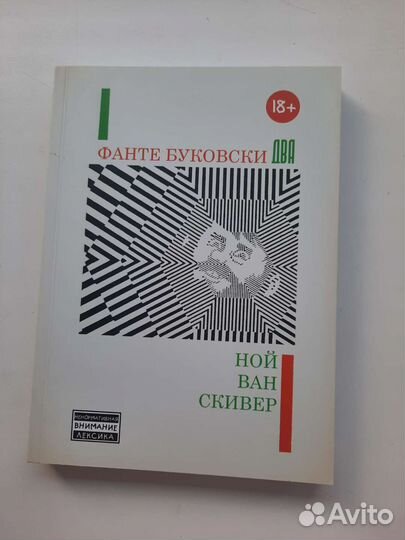 18+
ФАНТЕ БУКОВСКИ ДВА
НОЙ
ВАН
СКИВЕР
НЕНОРМАТИВНАЯ
ВНИМАНИЕ
ЛЕКСИКА
Avito